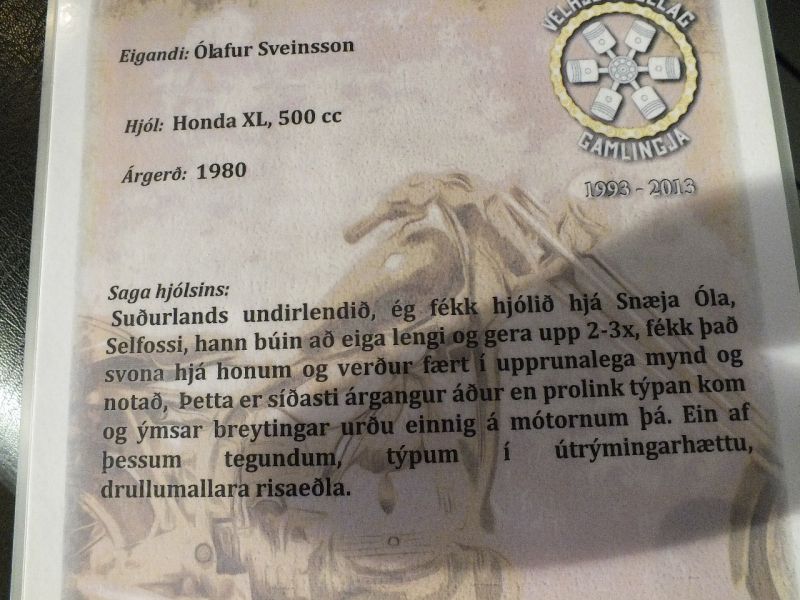 Eigandi: Ólafur Sveinsson
GAMLINGJA
1993 - 2013
Hjól: Honda XL, 500 cc
Árgerð: 1980
Saga hjólsins:
Suðurlands undirlendið, ég fékk hjólið hjá Snæja Óla,
Selfossi, hann búin að eiga lengi og gera upp 2-3x, fékk það
svona hjá honum og verður fært í upprunalega mynd og
notað, Þetta er síðasti árgangur áður en prolink týpan kom
og ýmsar breytingar urðu einnig á mótornum þá. Ein af
þessum tegundum, týpum í útrýmingarhættu,
drullumallara risaeðla.